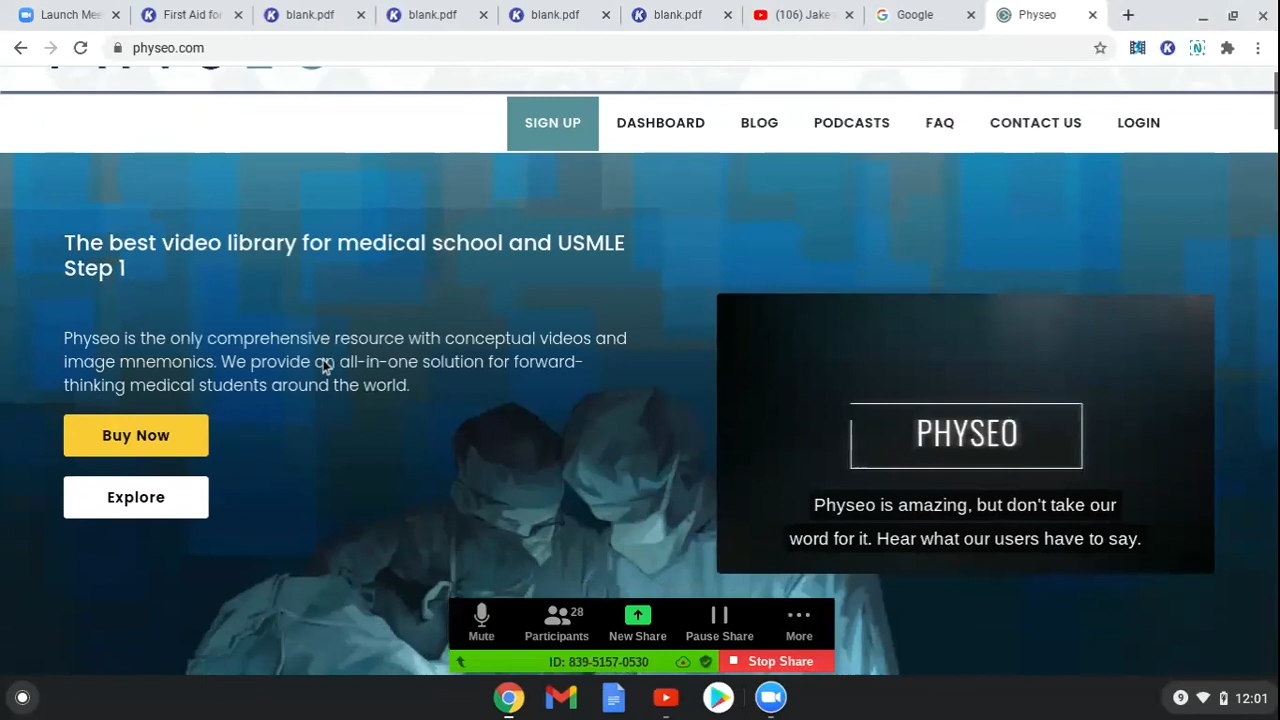 Launch Mee
First Aid for
blank.pdf
blank.pdf
blank.pdf
blank.pdf
(106) Jake
Google
Physeo
physeo.com
SIGN UP
DASHBOARD
BLOG
PODCASTS
FAQ
CONTACT US
LOGIN
The best video library for medical school and USMLE
Step 1
Physeo is the only comprehensive resource with conceptual videos and
image mnemonics. We provide an all-in-one solution for forward-
thinking medical students around the world.
Buy Now
Explore
PHYSEO
Physeo is amazing, but don't take our
word for it. Hear what our users have to say.
28
Mute
Participants
New Share
Pause Share
More
ID: 839-5157-0530
Stop Share
9
12:01